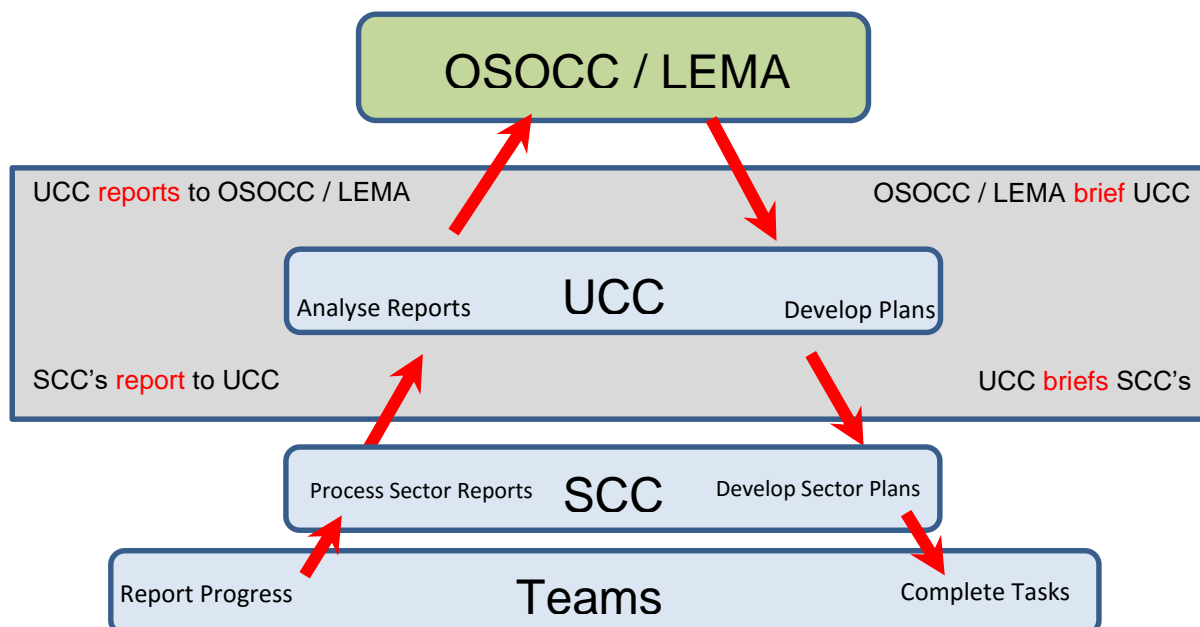 OSOCC / LEMA
UCC reports to OSOCC / LEMA
OSOCC / LEMA brief UCC
Analyse Reports
UCC
Develop Plans
SCC’s report to UCC
UCC briefs SCC’s
Process Sector Reports
SCC
Develop Sector Plans
Report Progress
Teams
Complete Tasks